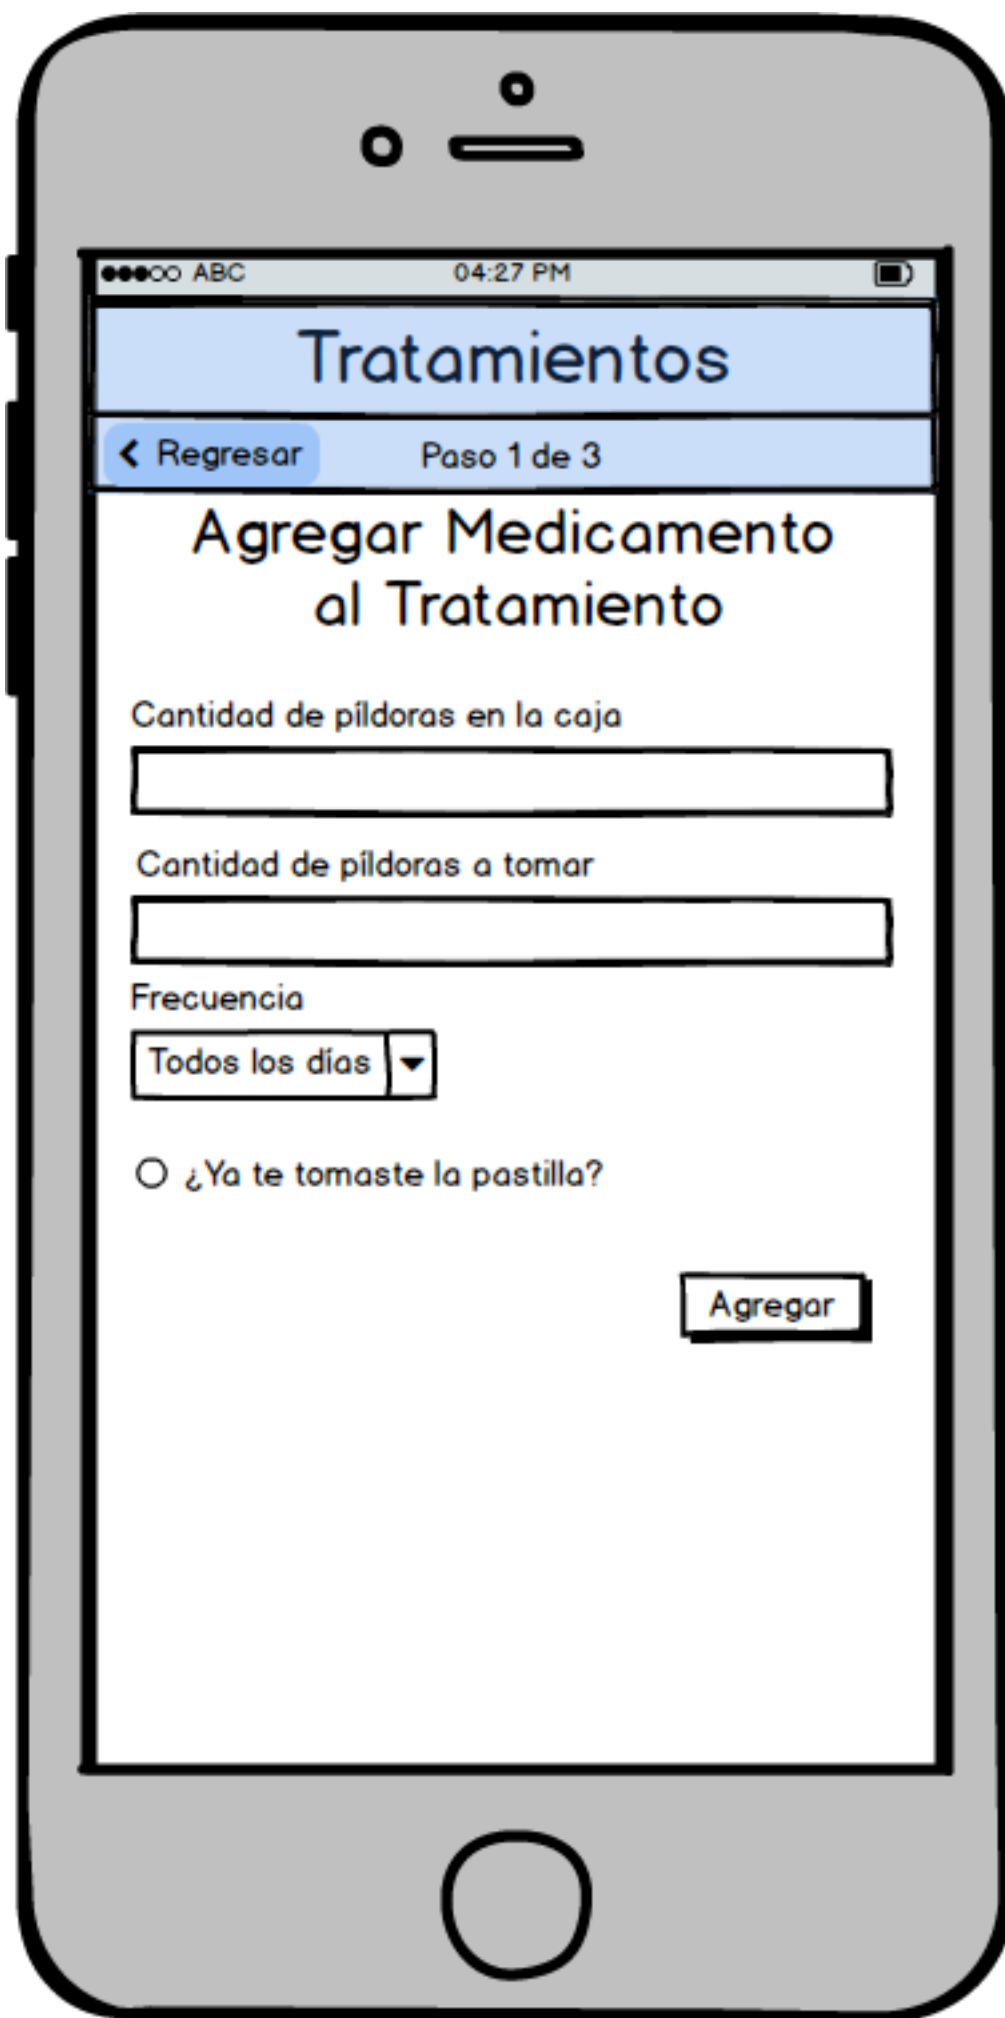 ABC 04:27 PM
Tratamientos
Regresar Paso 1 de 3
Agregar Medicamento
al Tratamiento
Cantidad de píldoras en la caja
Cantidad de píldoras a tomar
Frecuencia
Todos los días
¿Ya te tomaste la pastilla?
Agregar